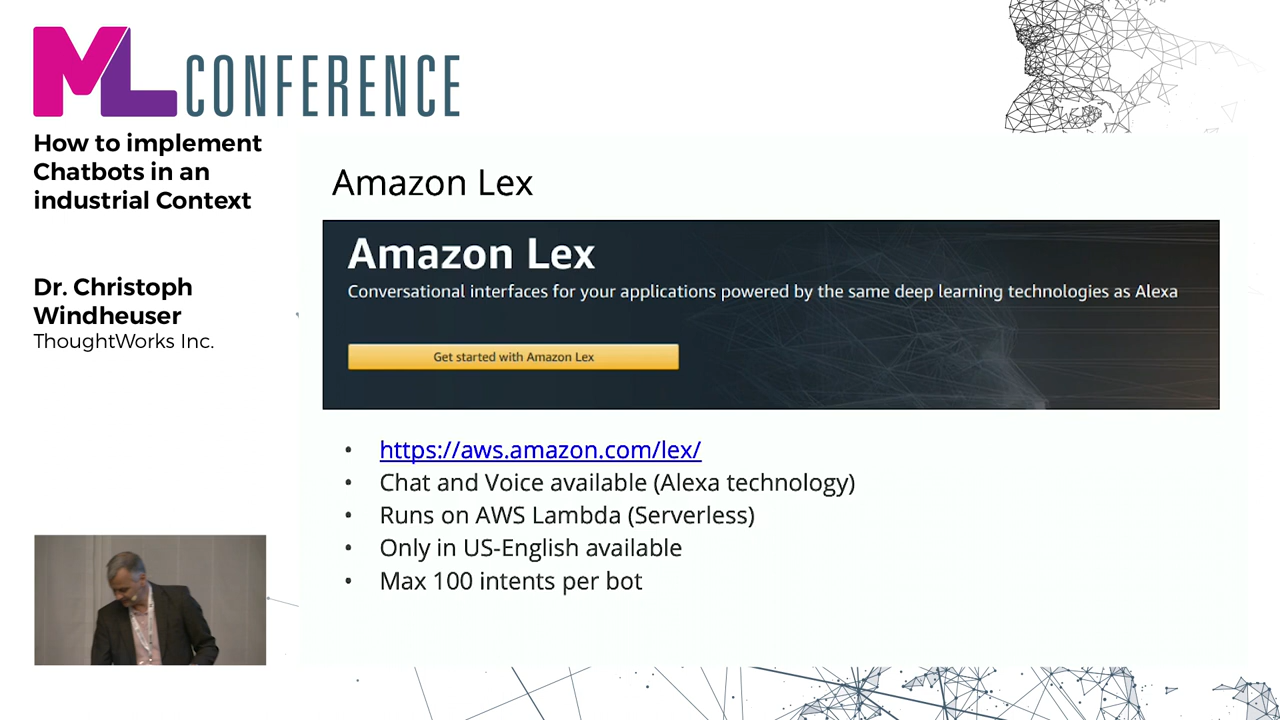 ML CONFERENCE
How to implement
Chatbots in an
industrial Context
Dr. Christoph
Windheuser
ThoughtWorks Inc.
Amazon Lex
Amazon Lex
Conversational interfaces for your applications powered by the same deep learning technologies as Alexa
Get started with Amazon Lex
• https://aws.amazon.com/lex/
• Chat and Voice available (Alexa technology)
• Runs on AWS Lambda (Serverless)
• Only in US-English available
• Max 100 intents per bot